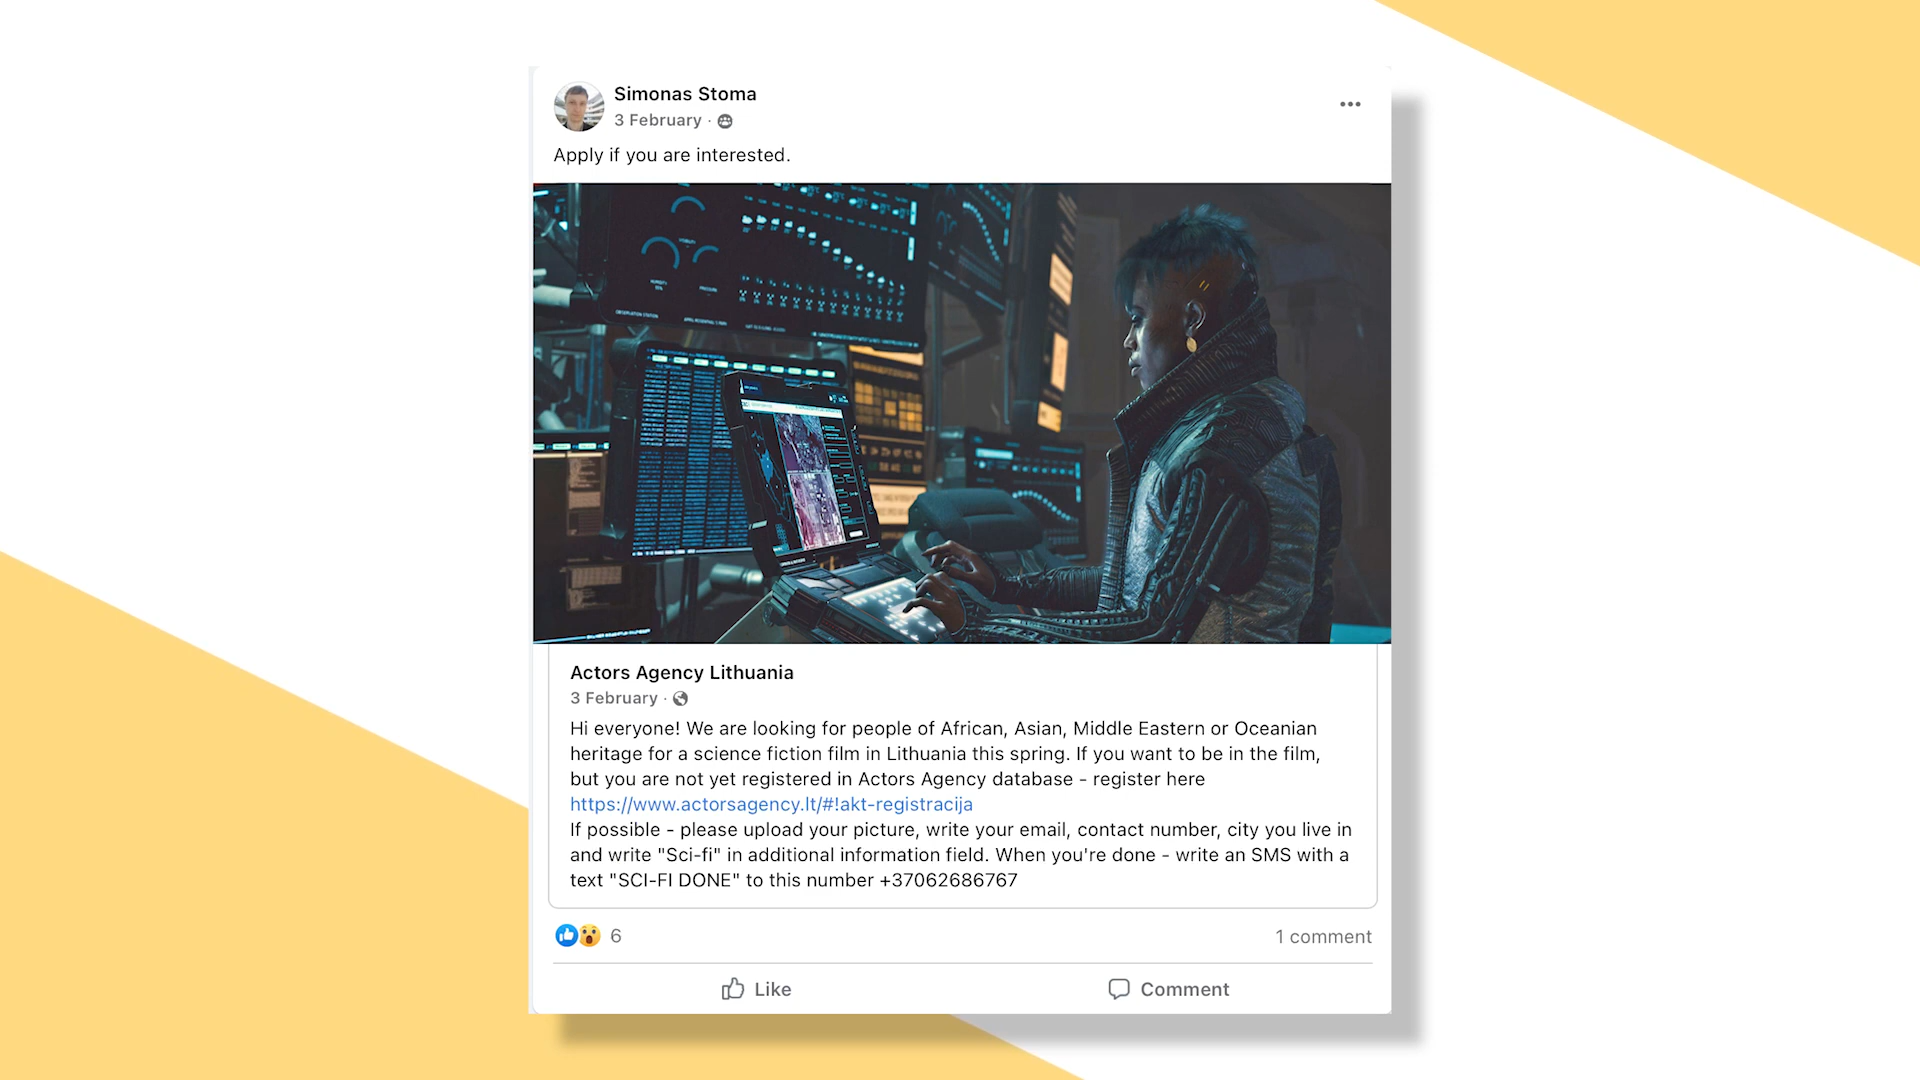 Simonas Stoma
3 February ·
Apply if you are interested.
OBSERVATION STATION
Actors Agency Lithuania
3 February ·
Hi everyone! We are looking for people of African, Asian, Middle Eastern or Oceanian
heritage for a science fiction film in Lithuania this spring. If you want to be in the film,
but you are not yet registered in Actors Agency database - register here
https://www.actorsagency.lt/#!akt-registracija
If possible - please upload your picture, write your email, contact number, city you live in
and write "Sci-fi" in additional information field. When you're done - write an SMS with a
text "SCI-FI DONE" to this number +37062686767
6
1 comment
Like
Comment